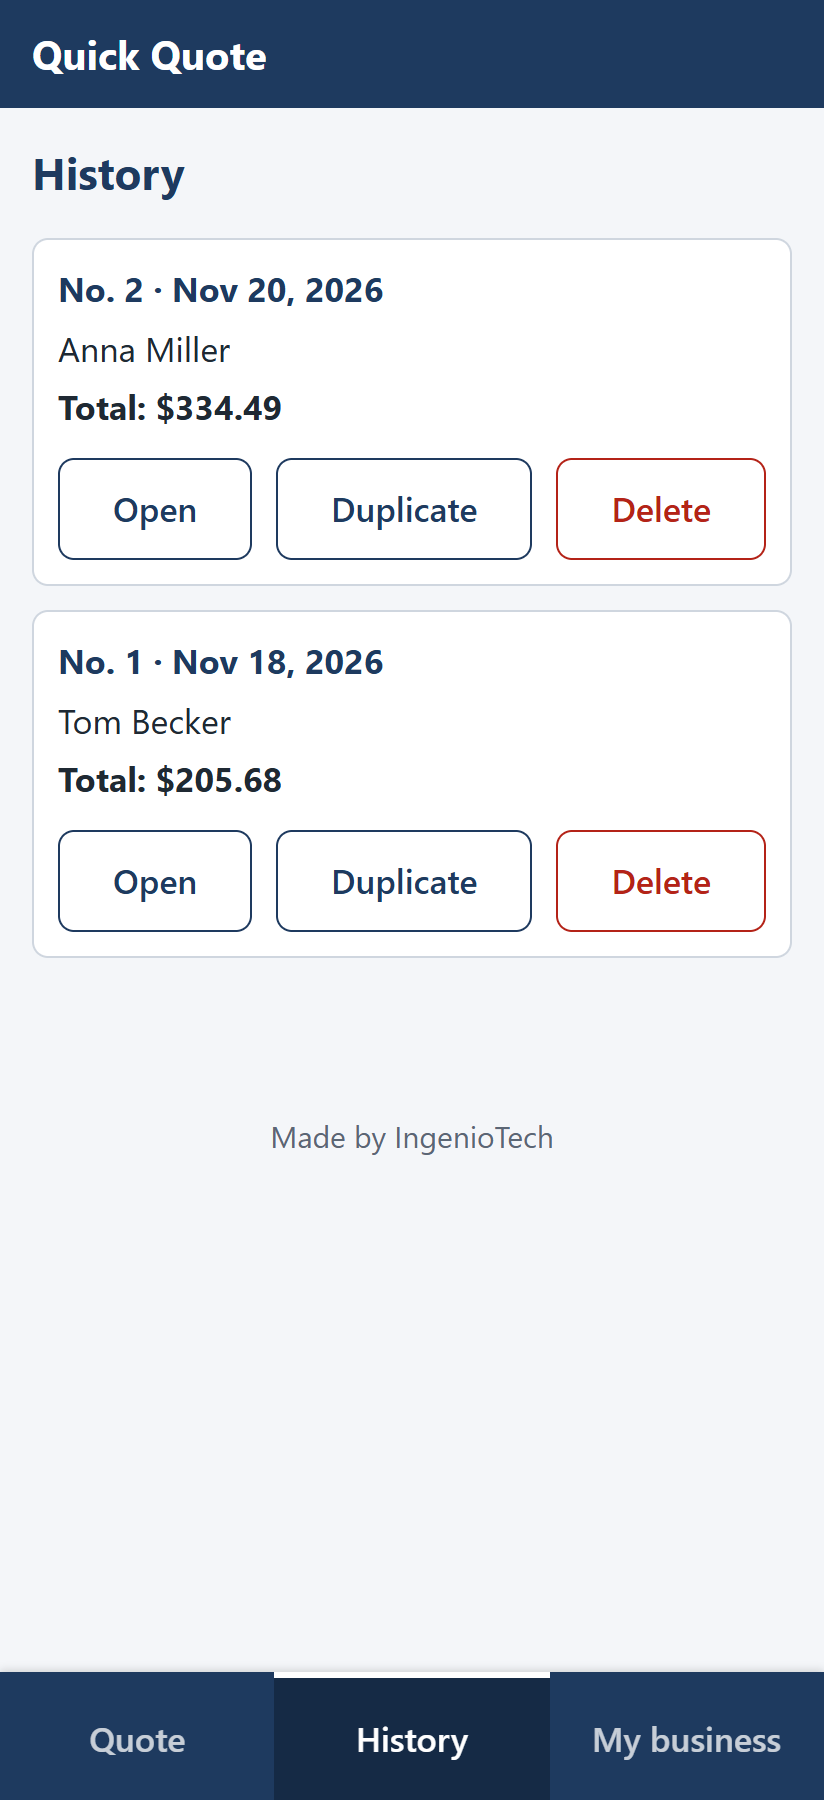 Quick Quote
History
No. 2 · Nov 20, 2026
Anna Miller
Total: $334.49
Open Duplicate Delete
No. 1 · Nov 18, 2026
Tom Becker
Total: $205.68
Open Duplicate Delete
Made by IngenioTech
Quote History My business